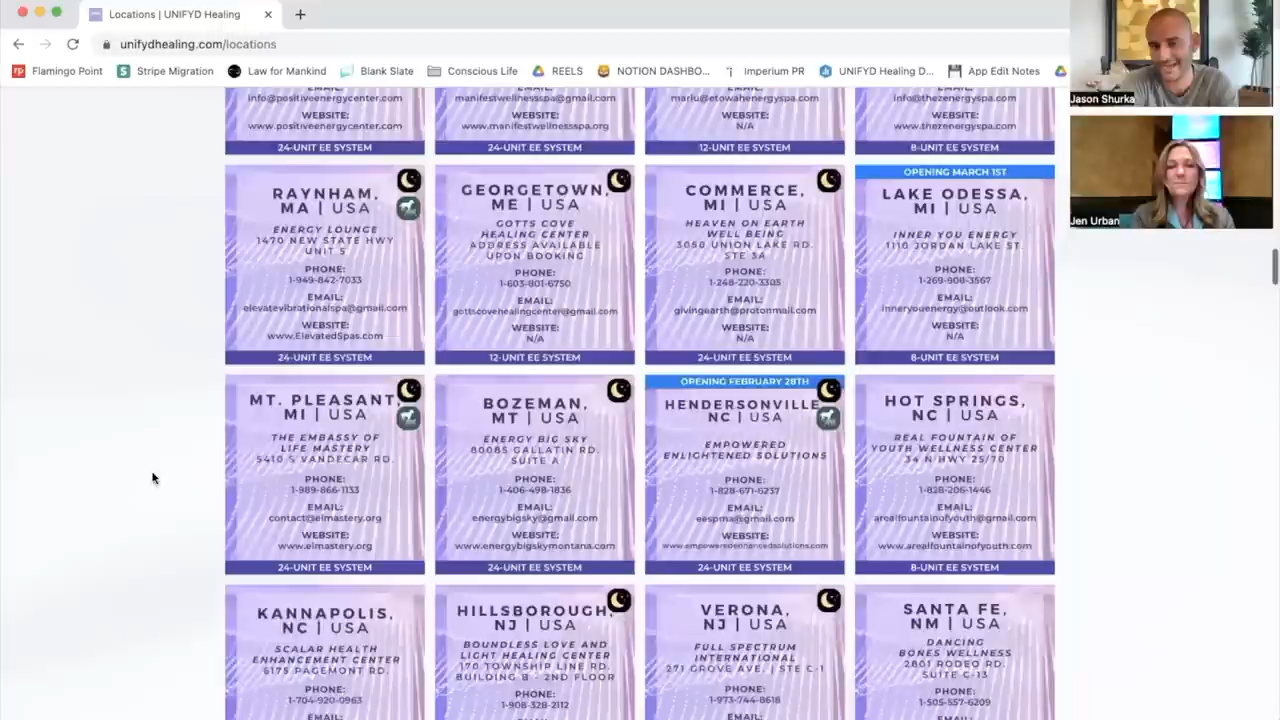 Locations | UNIFYD Healing
unifydhealing.com/locations
Flamingo Point
Stripe Migration
Law for Mankind
Blank Slate
Conscious Life
REELS
NOTION DASHBO...
Imperium PR
UNIFYD Healing D...
App Edit Notes
Jason Shurka
Jen Urban
EMAIL:
info@positiveenergycenter.com
WEBSITE:
www.positiveenergycenter.com
24-UNIT EE SYSTEM
EMAIL:
manifestwellnessspa@gmail.com
WEBSITE:
www.manifestwellnessspa.org
24-UNIT EE SYSTEM
EMAIL:
marlu@etowahenergyspa.com
WEBSITE:
N/A
12-UNIT EE SYSTEM
EMAIL:
info@thezenergyspa.com
WEBSITE:
www.thezenergyspa.com
8-UNIT EE SYSTEM
RAYNHAM,
MA | USA
ENERGY LOUNGE
1470 NEW STATE HWY
UNIT 5
PHONE:
1-949-842-7033
EMAIL:
elevatevibrationalspa@gmail.com
WEBSITE:
www.ElevatedSpas.com
24-UNIT EE SYSTEM
GEORGETOWN,
ME | USA
GOTTS COVE
HEALING CENTER
ADDRESS AVAILABLE
UPON BOOKING
PHONE:
1-603-801-6750
EMAIL:
gottscovehealingcenter@gmail.com
WEBSITE:
N/A
12-UNIT EE SYSTEM
COMMERCE,
MI | USA
HEAVEN ON EARTH
WELL BEING
3050 UNION LAKE RD.
STE 3A
PHONE:
1-248-220-3305
EMAIL:
givingearth@protonmail.com
WEBSITE:
N/A
24-UNIT EE SYSTEM
OPENING MARCH 1ST
LAKE ODESSA,
MI | USA
INNER YOU ENERGY
1110 JORDAN LAKE ST.
PHONE:
1-269-908-3567
EMAIL:
inneryouenergy@outlook.com
WEBSITE:
N/A
8-UNIT EE SYSTEM
MT. PLEASANT,
MI | USA
THE EMBASSY OF
LIFE MASTERY
5410 S VANDECAR RD.
PHONE:
1-989-866-1133
EMAIL:
contact@elmastery.org
WEBSITE:
www.elmastery.org
24-UNIT EE SYSTEM
BOZEMAN,
MT | USA
ENERGY BIG SKY
80085 GALLATIN RD.
SUITE A
PHONE:
1-406-498-1836
EMAIL:
energybigsky@gmail.com
WEBSITE:
www.energybigskymontana.com
24-UNIT EE SYSTEM
OPENING FEBRUARY 28TH
HENDERSONVILLE,
NC | USA
EMPOWERED
ENLIGHTENED SOLUTIONS
PHONE:
1-828-671-6237
EMAIL:
eespma@gmail.com
WEBSITE:
www.empoweredenhancedsolutions.com
24-UNIT EE SYSTEM
HOT SPRINGS,
NC | USA
REAL FOUNTAIN OF
YOUTH WELLNESS CENTER
34 N HWY 25/70
PHONE:
1-828-206-1446
EMAIL:
arealfountainofyouth@gmail.com
WEBSITE:
www.arealfountainofyouth.com
8-UNIT EE SYSTEM
KANNAPOLIS,
NC | USA
SCALAR HEALTH
ENHANCEMENT CENTER
6175 PAGEMONT RD.
PHONE:
1-704-920-0963
EMAIL:
HILLSBOROUGH,
NJ | USA
BOUNDLESS LOVE AND
LIGHT HEALING CENTER
170 TOWNSHIP LINE RD.
BUILDING B - 2ND FLOOR
PHONE:
1-908-328-2112
EMAIL:
VERONA,
NJ | USA
FULL SPECTRUM
INTERNATIONAL
271 GROVE AVE. | STE C-1
PHONE:
1-973-744-8618
EMAIL:
SANTA FE,
NM | USA
DANCING
BONES WELLNESS
2801 RODEO RD.
SUITE C-13
PHONE:
1-505-557-6209